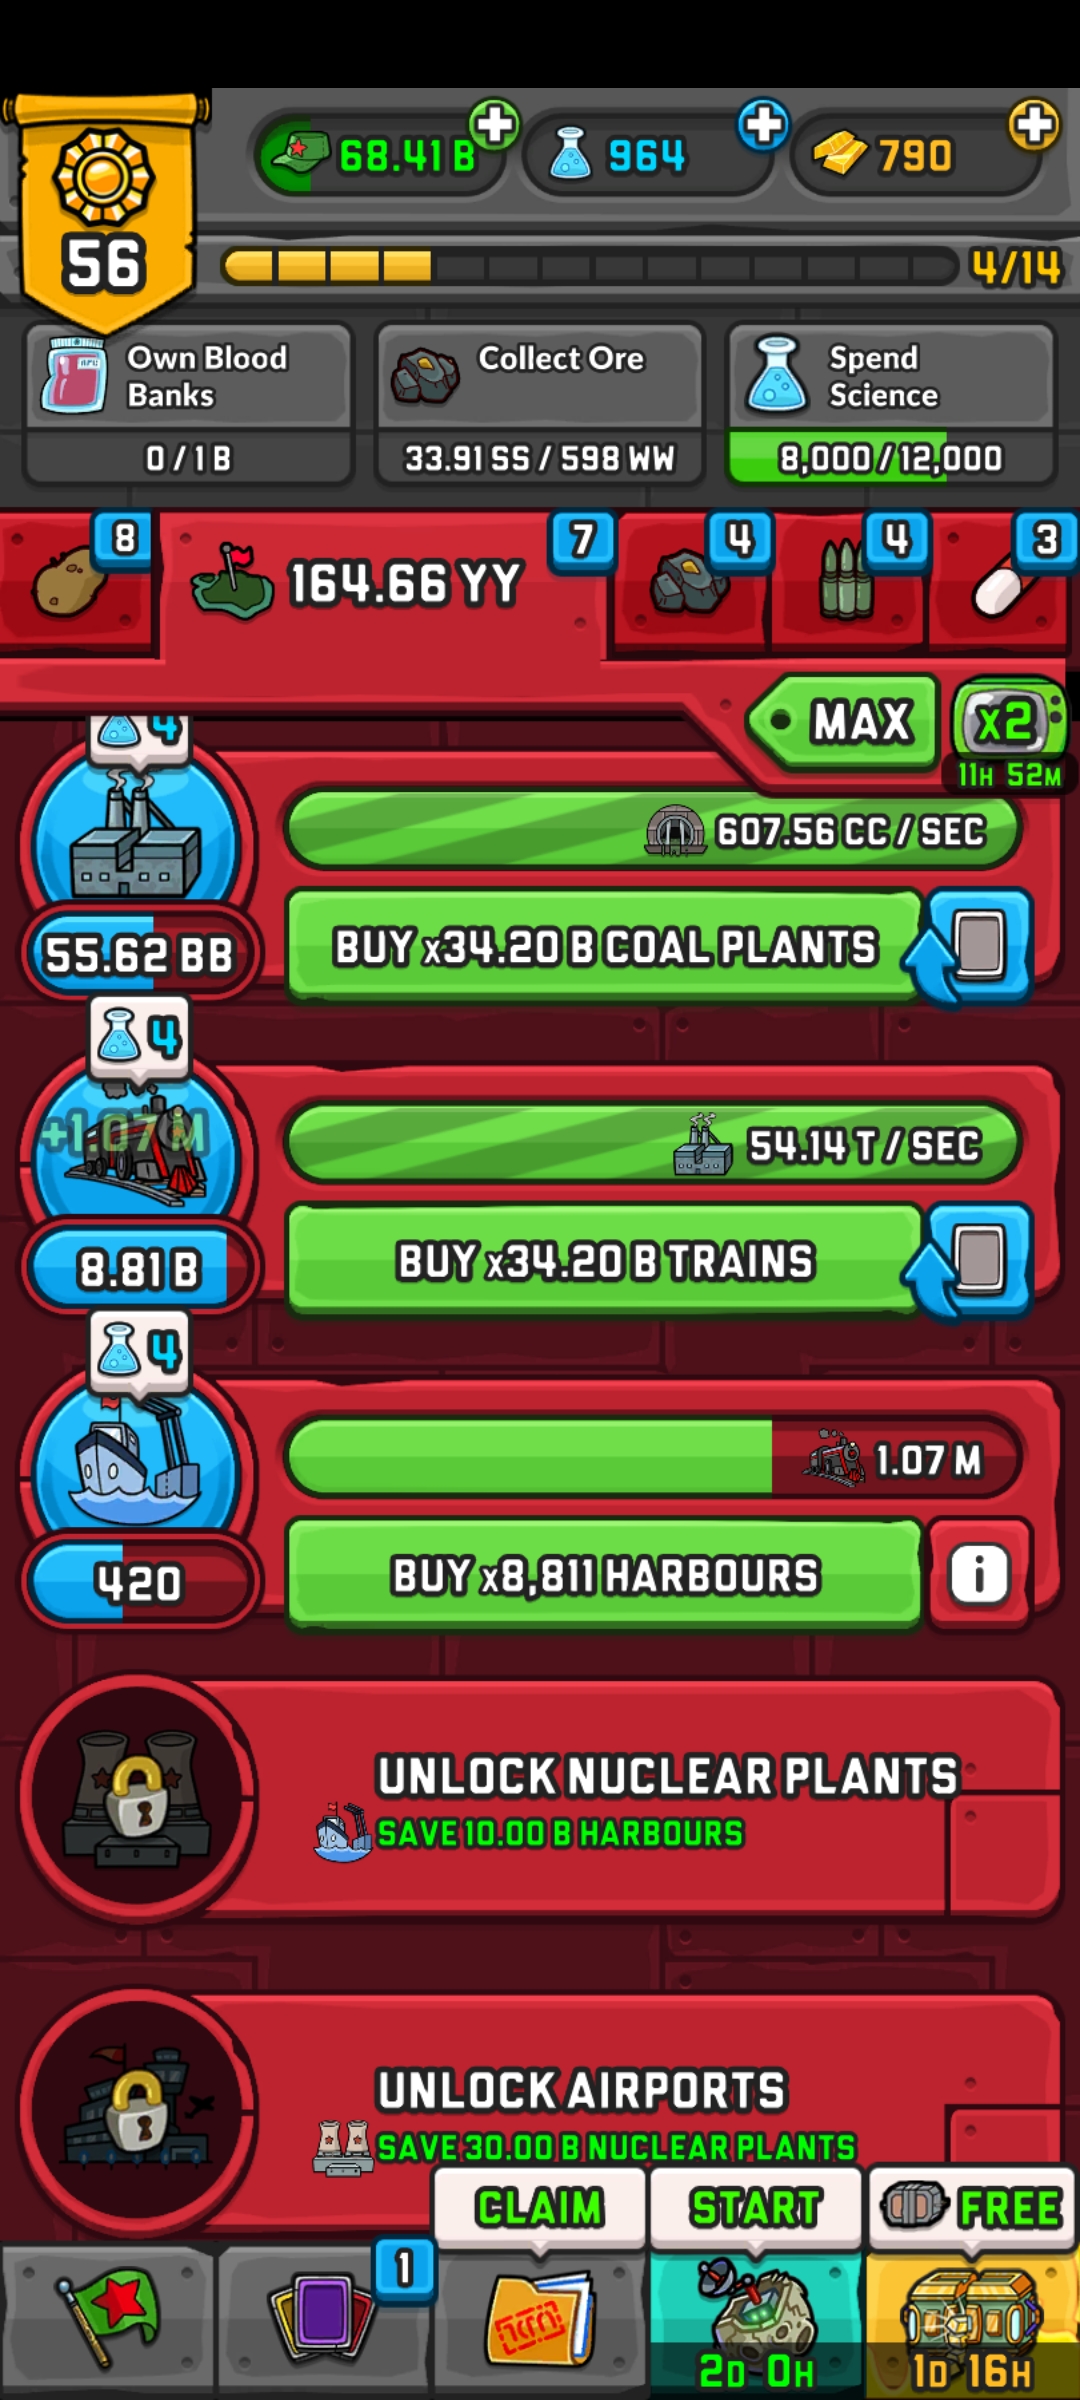 68.41 B
964
790
56
4/14
Own Blood
Banks
0 / 1 B
Collect Ore
33.91 SS / 598 WW
Spend
Science
8,000 / 12,000
8
164.66 YY
7
4
4
3
MAX
x2
11H 52M
4
607.56 CC / SEC
55.62 BB
BUY x34.20 B COAL PLANTS
4
+1.07 M
54.14 T / SEC
8.81 B
BUY x34.20 B TRAINS
4
1.07 M
420
BUY x8,811 HARBOURS
i
UNLOCK NUCLEAR PLANTS
SAVE 10.00 B HARBOURS
UNLOCK AIRPORTS
SAVE 30.00 B NUCLEAR PLANTS
CLAIM
START
FREE
1
2D 0H
1D 16H